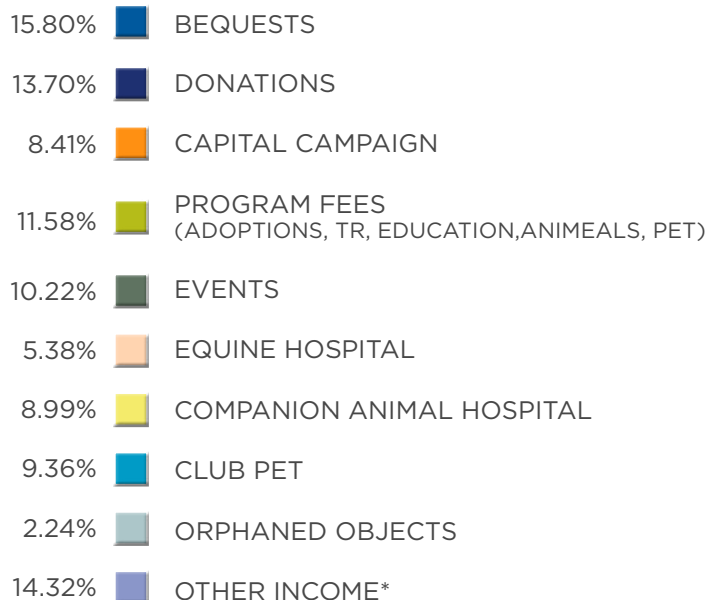 15.80% BEQUESTS
13.70% DONATIONS
8.41% CAPITAL CAMPAIGN
11.58% PROGRAM FEES
(ADOPTIONS, TR, EDUCATION,ANIMEALS, PET)
10.22% EVENTS
5.38% EQUINE HOSPITAL
8.99% COMPANION ANIMAL HOSPITAL
9.36% CLUB PET
2.24% ORPHANED OBJECTS
14.32% OTHER INCOME*